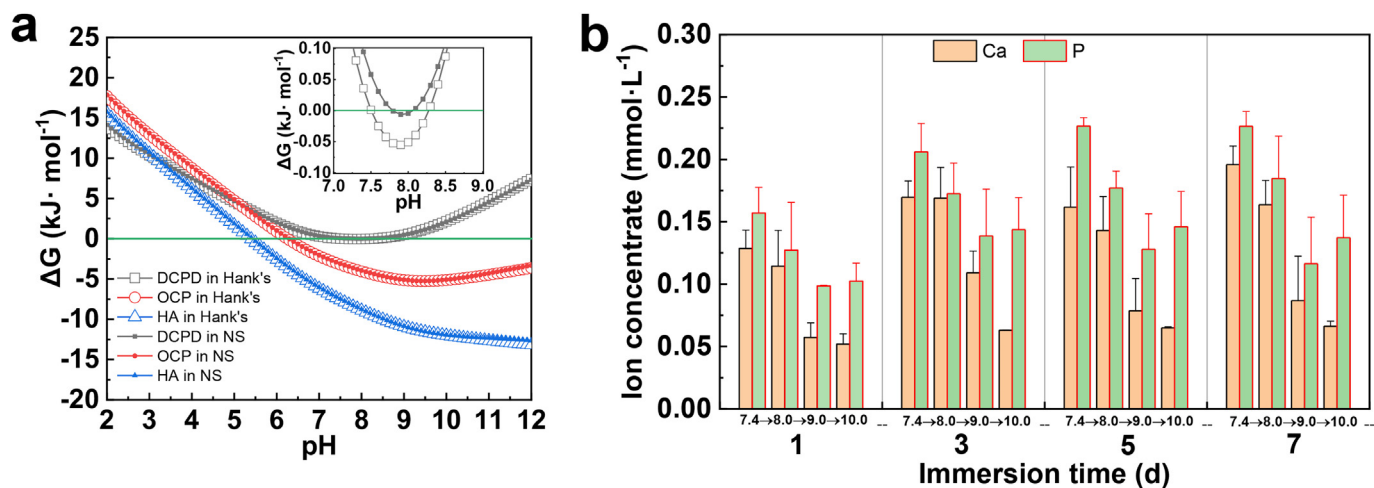 a
25
20
15
10
5
0
-5
-10
-15
-20
ΔG (kJ· mol⁻¹)
2 3 4 5 6 7 8 9 10 11 12
pH
DCPD in Hank's
OCP in Hank's
HA in Hank's
DCPD in NS
OCP in NS
HA in NS
0.10
0.05
0.00
-0.05
-0.10
ΔG (kJ· mol⁻¹)
7.0 7.5 8.0 8.5 9.0
pH
b
0.30
0.25
0.20
0.15
0.10
0.05
0.00
Ion concentrate (mmol·L⁻¹)
Ca P
7.4→8.0→9.0→10.0 -- 7.4→8.0→9.0→10.0 -- 7.4→8.0→9.0→10.0 -- 7.4→8.0→9.0→10.0 --
1 3 5 7
Immersion time (d)